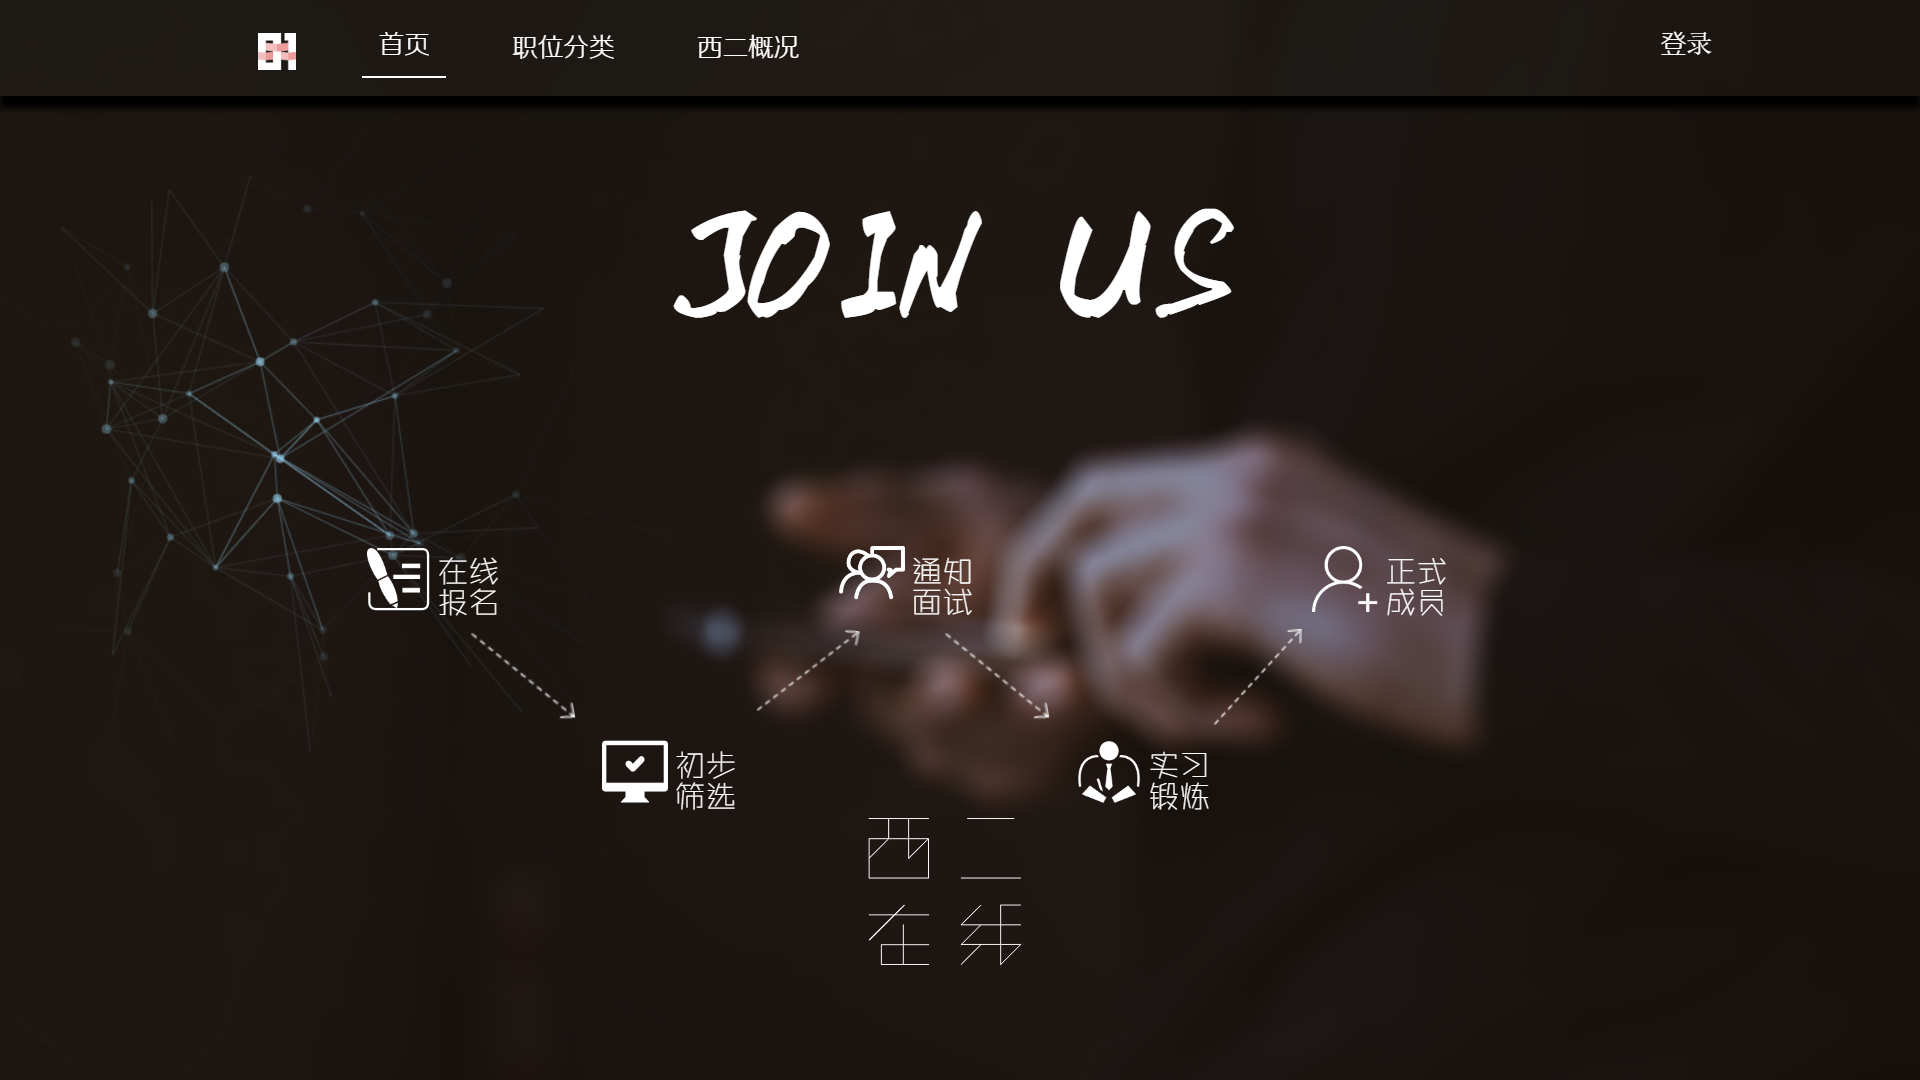 首页
职位分类
西二概况
登录
JOIN US
在线
报名
通知
面试
正式
成员
初步
筛选
实习
锻炼
西二
在线